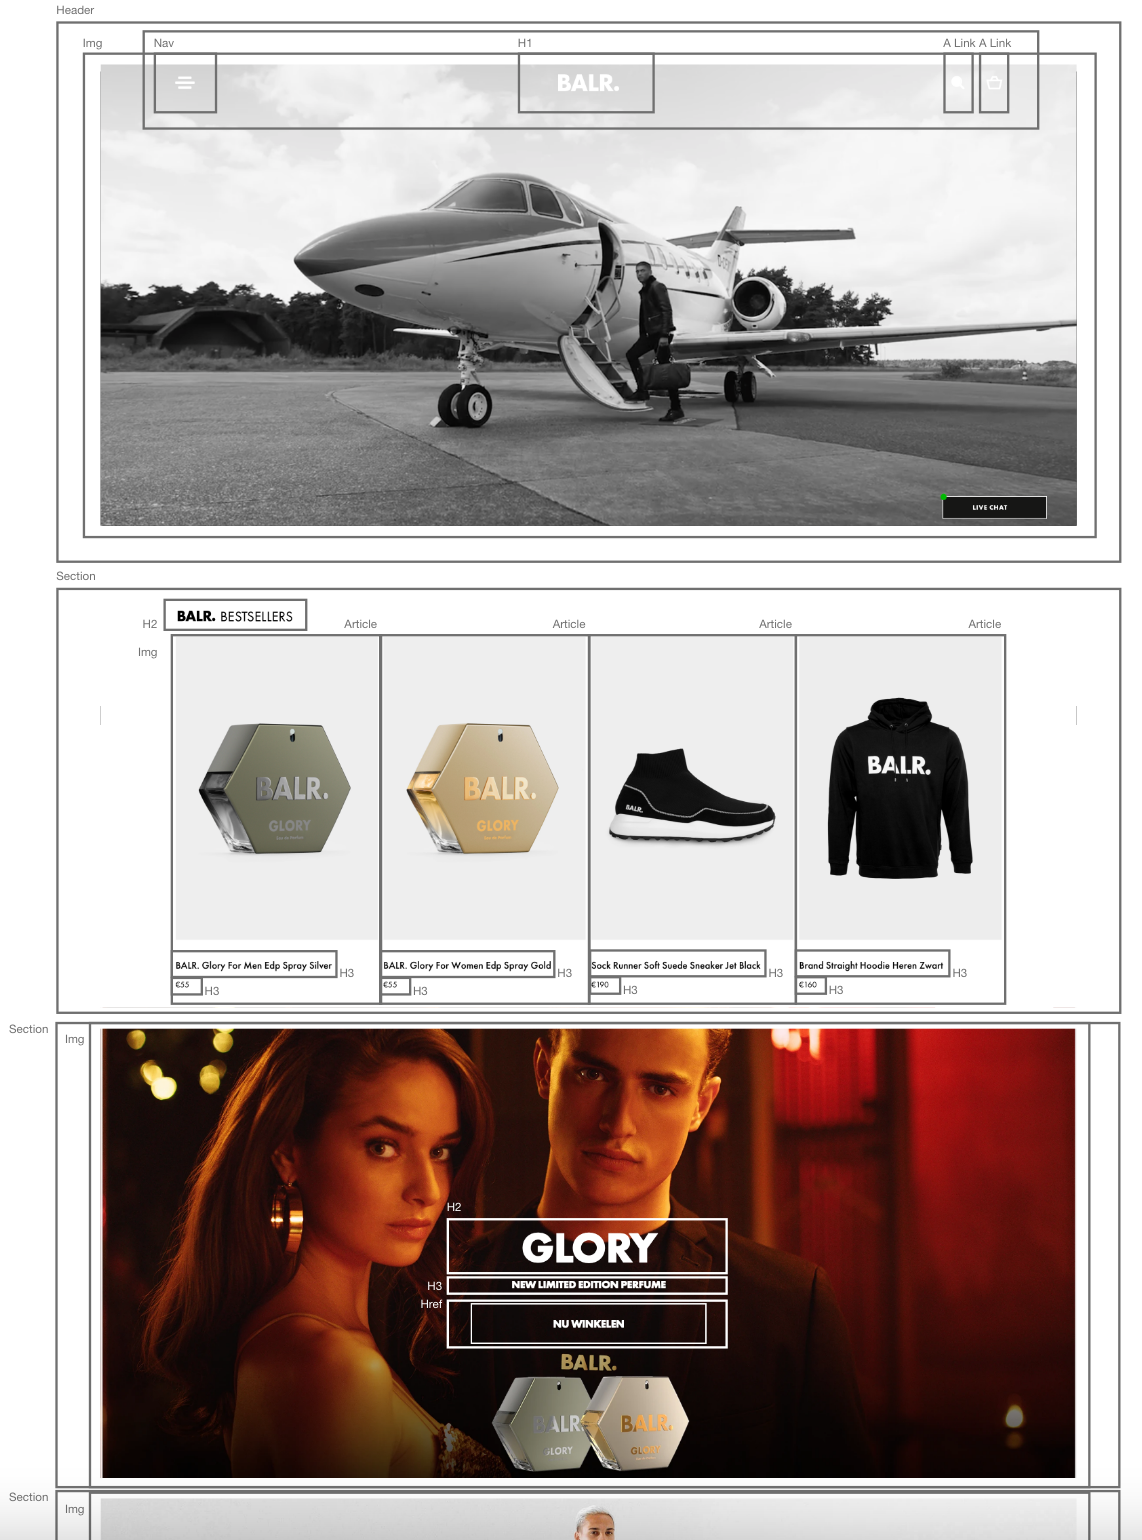 Header
Img
Nav
H1
A Link A Link
BALR.
LIVE CHAT
Section
H2
BALR. BESTSELLERS
Article
Article
Article
Article
Img
BALR.
GLORY
BALR.
GLORY
BALR.
BALR.
BALR. Glory For Men Edp Spray Silver
H3
€55
H3
BALR. Glory For Women Edp Spray Gold
H3
€55
H3
Sock Runner Soft Suede Sneaker Jet Black
H3
€190
H3
Brand Straight Hoodie Heren Zwart
H3
€160
H3
Section
Img
H2
GLORY
H3
NEW LIMITED EDITION PERFUME
Href
NU WINKELEN
BALR.
BALR
GLORY
BALR.
GLORY
Section
Img